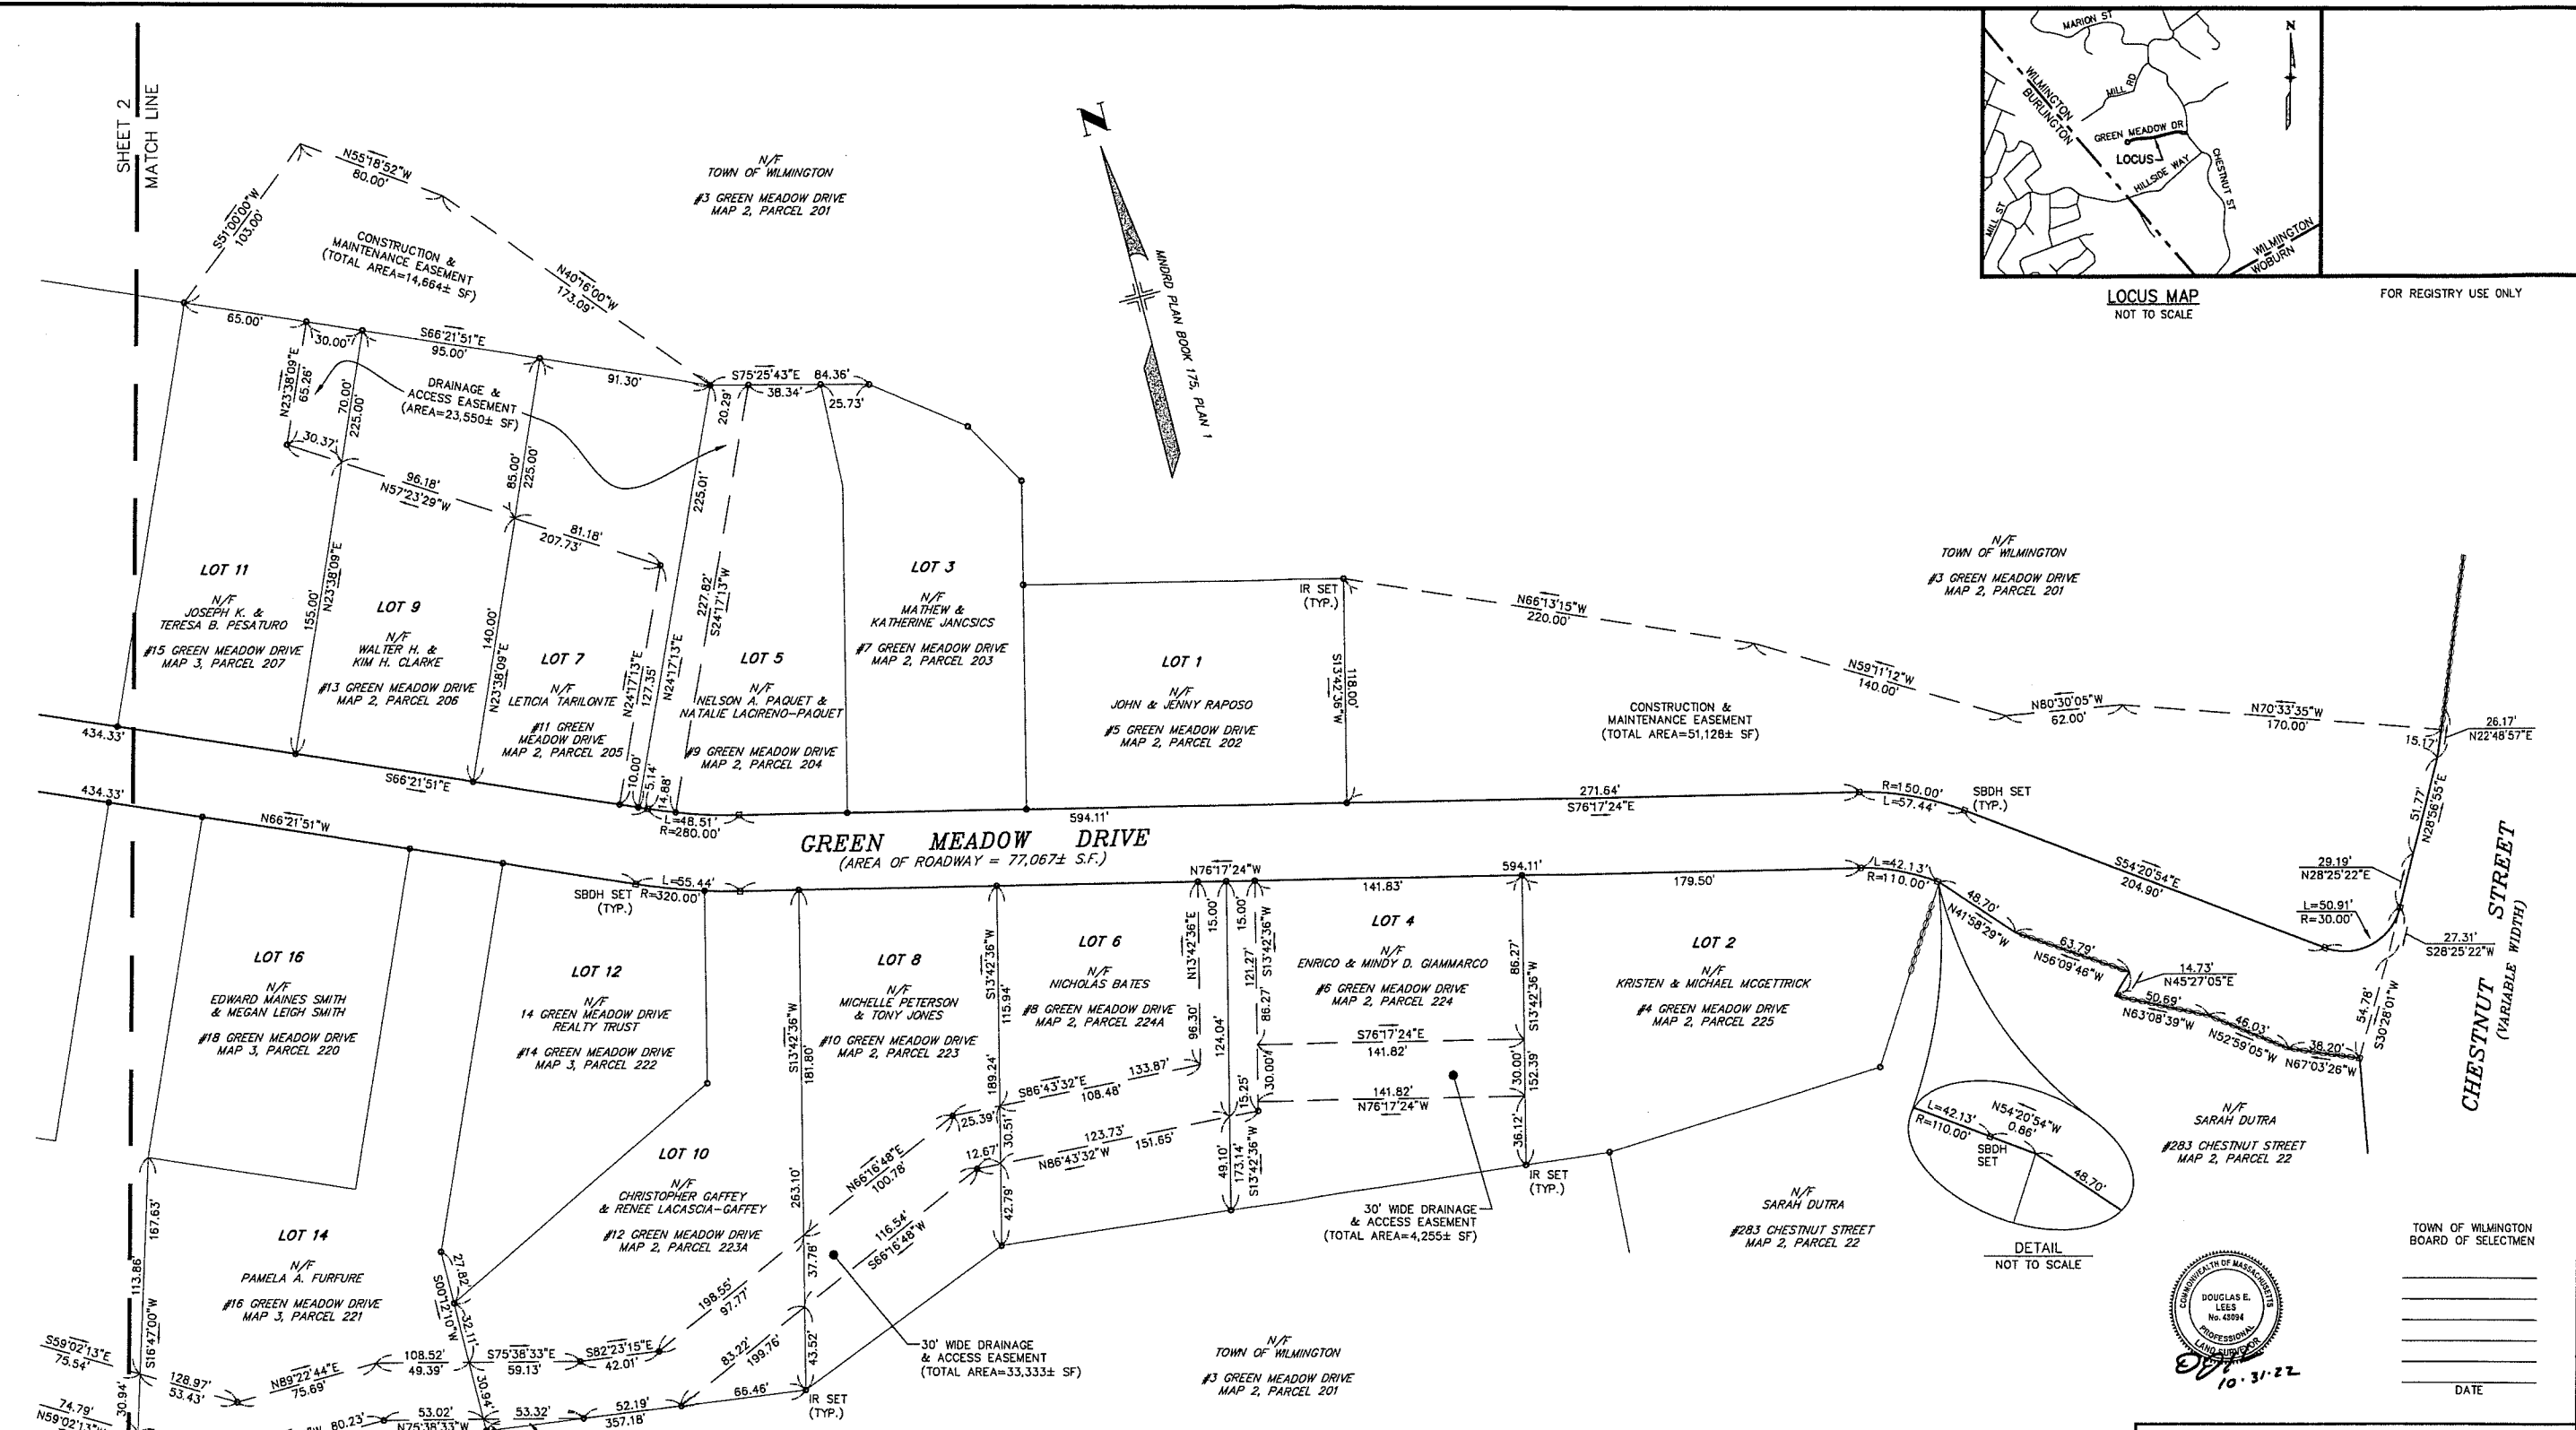 SHEET 2
MATCH LINE
N55°18'52"W
80.00'
S51°00'00"W
103.00'
CONSTRUCTION &
MAINTENANCE EASEMENT
(TOTAL AREA=14,664± SF)
N40°16'00"W
173.09'
N/F
TOWN OF WILMINGTON
#3 GREEN MEADOW DRIVE
MAP 2, PARCEL 201
N
MNDRD PLAN BOOK 175, PLAN 1
MARION ST
N
WILMINGTON
BURLINGTON
MILL RD
GREEN MEADOW DR
LOCUS
HILLSIDE WAY
CHESTNUT ST
MILL ST
WILMINGTON
WOBURN
LOCUS MAP
NOT TO SCALE
FOR REGISTRY USE ONLY
65.00'
30.00'
S66°21'51"E
95.00'
91.30'
S75°25'43"E 84.36'
38.34'
25.73'
20.29'
N23°38'09"E
65.26'
70.00'
225.00'
DRAINAGE &
ACCESS EASEMENT
(AREA=23,550± SF)
30.37'
96.18'
N57°23'29"W
85.00'
225.00'
81.18'
207.73'
225.01'
227.82'
S24°17'13"W
LOT 11
N/F
JOSEPH K. &
TERESA B. PESATURO
#15 GREEN MEADOW DRIVE
MAP 3, PARCEL 207
155.00'
N23°38'09"E
LOT 9
N/F
WALTER H. &
KIM H. CLARKE
#13 GREEN MEADOW DRIVE
MAP 2, PARCEL 206
140.00'
N23°38'09"E
LOT 7
N/F
LETICIA TARILONTE
#11 GREEN
MEADOW DRIVE
MAP 2, PARCEL 205
N24°17'13"E
127.35'
N24°17'13"E
LOT 5
N/F
NELSON A. PAQUET &
NATALIE LACIRENO-PAQUET
#9 GREEN MEADOW DRIVE
MAP 2, PARCEL 204
LOT 3
N/F
MATHEW &
KATHERINE JANCSICS
#7 GREEN MEADOW DRIVE
MAP 2, PARCEL 203
LOT 1
N/F
JOHN & JENNY RAPOSO
#5 GREEN MEADOW DRIVE
MAP 2, PARCEL 202
IR SET
(TYP.)
118.00'
S13°42'36"W
N66°13'15"W
220.00'
N/F
TOWN OF WILMINGTON
#3 GREEN MEADOW DRIVE
MAP 2, PARCEL 201
N59°11'12"W
140.00'
N80°30'05"W
62.00'
N70°33'35"W
170.00'
26.17'
N22°48'57"E
15.17'
CONSTRUCTION &
MAINTENANCE EASEMENT
(TOTAL AREA=51,128± SF)
51.77'
N28°56'55"E
434.33'
S66°21'51"E
10.00'
5.14'
14.88'
L=48.51'
R=280.00'
594.11'
271.64'
S76°17'24"E
R=150.00'
L=57.44'
SBDH SET
(TYP.)
S54°20'54"E
204.90'
29.19'
N28°25'22"E
L=50.91'
R=30.00'
27.31'
S28°25'22"W
CHESTNUT STREET
(VARIABLE WIDTH)
GREEN MEADOW DRIVE
(AREA OF ROADWAY = 77,067± S.F.)
434.33'
N66°21'51"W
SBDH SET
(TYP.)
L=55.44'
R=320.00'
N76°17'24"W
141.83'
594.11'
179.50'
L=42.13'
R=110.00'
48.70'
N41°58'29"W
63.79'
N56°09'46"W
14.73'
N45°27'05"E
50.69'
N63°08'39"W
46.03'
N52°59'05"W
38.20'
N67°03'26"W
54.78'
S30°28'01"W
LOT 16
N/F
EDWARD MAINES SMITH
& MEGAN LEIGH SMITH
#18 GREEN MEADOW DRIVE
MAP 3, PARCEL 220
LOT 12
N/F
14 GREEN MEADOW DRIVE
REALTY TRUST
#14 GREEN MEADOW DRIVE
MAP 3, PARCEL 222
S13°42'36"W
181.80'
263.10'
LOT 8
N/F
MICHELLE PETERSON
& TONY JONES
#10 GREEN MEADOW DRIVE
MAP 2, PARCEL 223
S13°42'36"W
115.94'
189.24'
LOT 6
N/F
NICHOLAS BATES
#8 GREEN MEADOW DRIVE
MAP 2, PARCEL 224A
N13°42'36"E
96.30'
15.00'
124.04'
15.00'
121.27'
S13°42'36"W
86.27'
LOT 4
N/F
ENRICO & MINDY D. GIAMMARCO
#6 GREEN MEADOW DRIVE
MAP 2, PARCEL 224
86.27'
S13°42'36"W
152.39'
LOT 2
N/F
KRISTEN & MICHAEL MCGETTRICK
#4 GREEN MEADOW DRIVE
MAP 2, PARCEL 225
S76°17'24"E
141.82'
30.00'
30.00'
141.82'
N76°17'24"W
36.12'
S86°43'32"E
108.48'
133.87'
25.39'
30.51'
12.67'
123.73'
151.65'
N86°43'32"W
15.25'
49.10'
173.14'
S13°42'36"W
42.79'
N66°16'48"E
100.78'
116.54'
S66°16'48"W
IR SET
(TYP.)
30' WIDE DRAINAGE
& ACCESS EASEMENT
(TOTAL AREA=4,255± SF)
N/F
SARAH DUTRA
#283 CHESTNUT STREET
MAP 2, PARCEL 22
L=42.13'
R=110.00'
N54°20'54"W
0.86'
SBDH
SET
48.70'
DETAIL
NOT TO SCALE
N/F
SARAH DUTRA
#283 CHESTNUT STREET
MAP 2, PARCEL 22
LOT 10
N/F
CHRISTOPHER GAFFEY
& RENEE LACASCIA-GAFFEY
#12 GREEN MEADOW DRIVE
MAP 2, PARCEL 223A
LOT 14
N/F
PAMELA A. FURFURE
#16 GREEN MEADOW DRIVE
MAP 3, PARCEL 221
167.63'
113.86'
S16°47'00"W
27.82'
S00°12'10"W
32.11'
37.78'
43.52'
198.55'
97.77'
83.22'
199.76'
30' WIDE DRAINAGE
& ACCESS EASEMENT
(TOTAL AREA=33,333± SF)
N/F
TOWN OF WILMINGTON
#3 GREEN MEADOW DRIVE
MAP 2, PARCEL 201
S59°02'13"E
75.54'
128.97'
53.43'
N89°22'44"E
75.69'
108.52'
49.39'
S75°38'33"E
59.13'
S82°23'15"E
42.01'
30.94'
74.79'
N59°02'13"W
80.23'
53.02'
N75°38'33"W
30.94'
53.32'
52.19'
357.18'
66.46'
IR SET
(TYP.)
COMMONWEALTH OF MASSACHUSETTS
DOUGLAS E.
LEES
No. 43094
PROFESSIONAL
LAND SURVEYOR
10·31·22
TOWN OF WILMINGTON
BOARD OF SELECTMEN
DATE